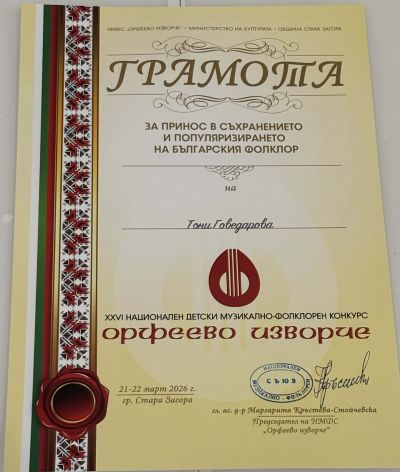 НМФС „ОРФЕЕВО ИЗВОРЧЕ" • МИНИСТЕРСТВО НА КУЛТУРАТА • ОБЩИНА СТАРА ЗАГОРА
ГРАМОТА
ЗА ПРИНОС В СЪХРАНЕНИЕТО
И ПОПУЛЯРИЗИРАНЕТО
НА БЪЛГАРСКИЯ ФОЛКЛОР
на
Тони Говедарова
XXVI НАЦИОНАЛЕН ДЕТСКИ МУЗИКАЛНО-ФОЛКЛОРЕН КОНКУРС
ОРФЕЕВО ИЗВОРЧЕ
21-22 март 2026 г.
гр. Стара Загора
НАЦИОНАЛЕН
СЪЮЗ
гл. ас. д-р Маргарита Кръстева-Стойчевска
Председател на НМФС
„Орфеево изворче"